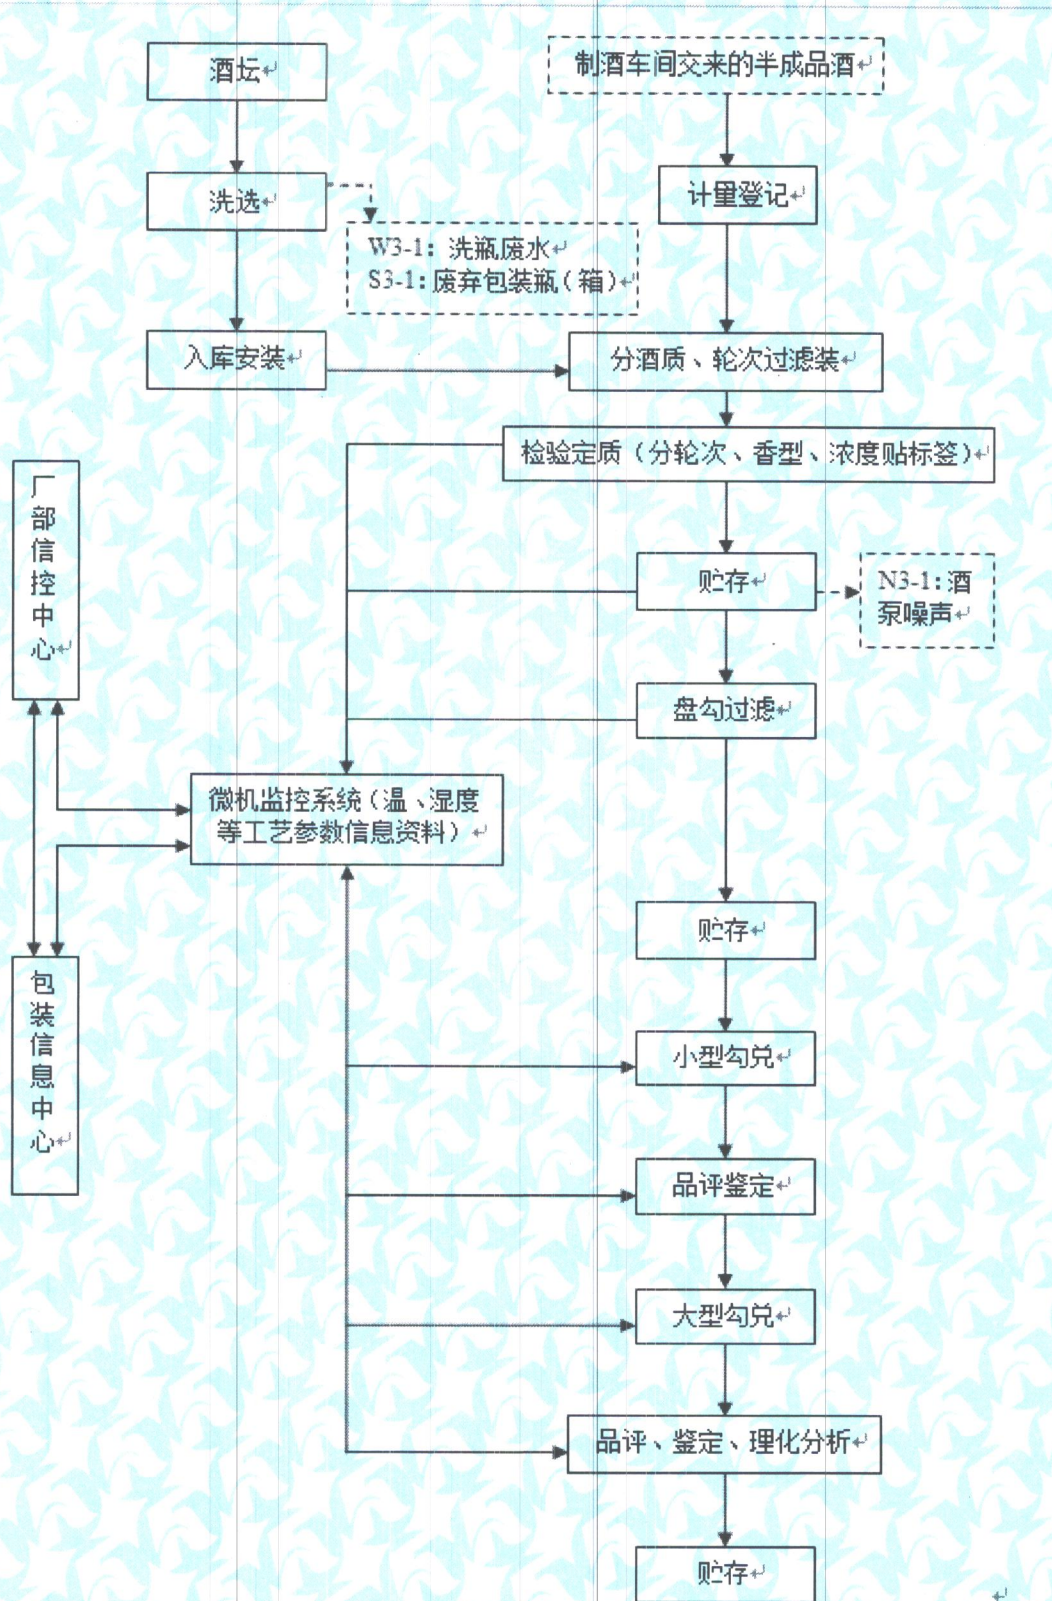 酒坛
制酒车间交来的半成品酒
洗选
计量登记
W3-1：洗瓶废水
S3-1：废弃包装瓶（箱）
入库安装
分酒质、轮次过滤装
检验定质（分轮次、香型、浓度贴标签）
厂
部
信
控
中
心
贮存
N3-1：酒
泵噪声
盘勾过滤
微机监控系统（温、湿度
等工艺参数信息资料）
贮存
包
装
信
息
中
心
小型勾兑
品评鉴定
大型勾兑
品评、鉴定、理化分析
贮存